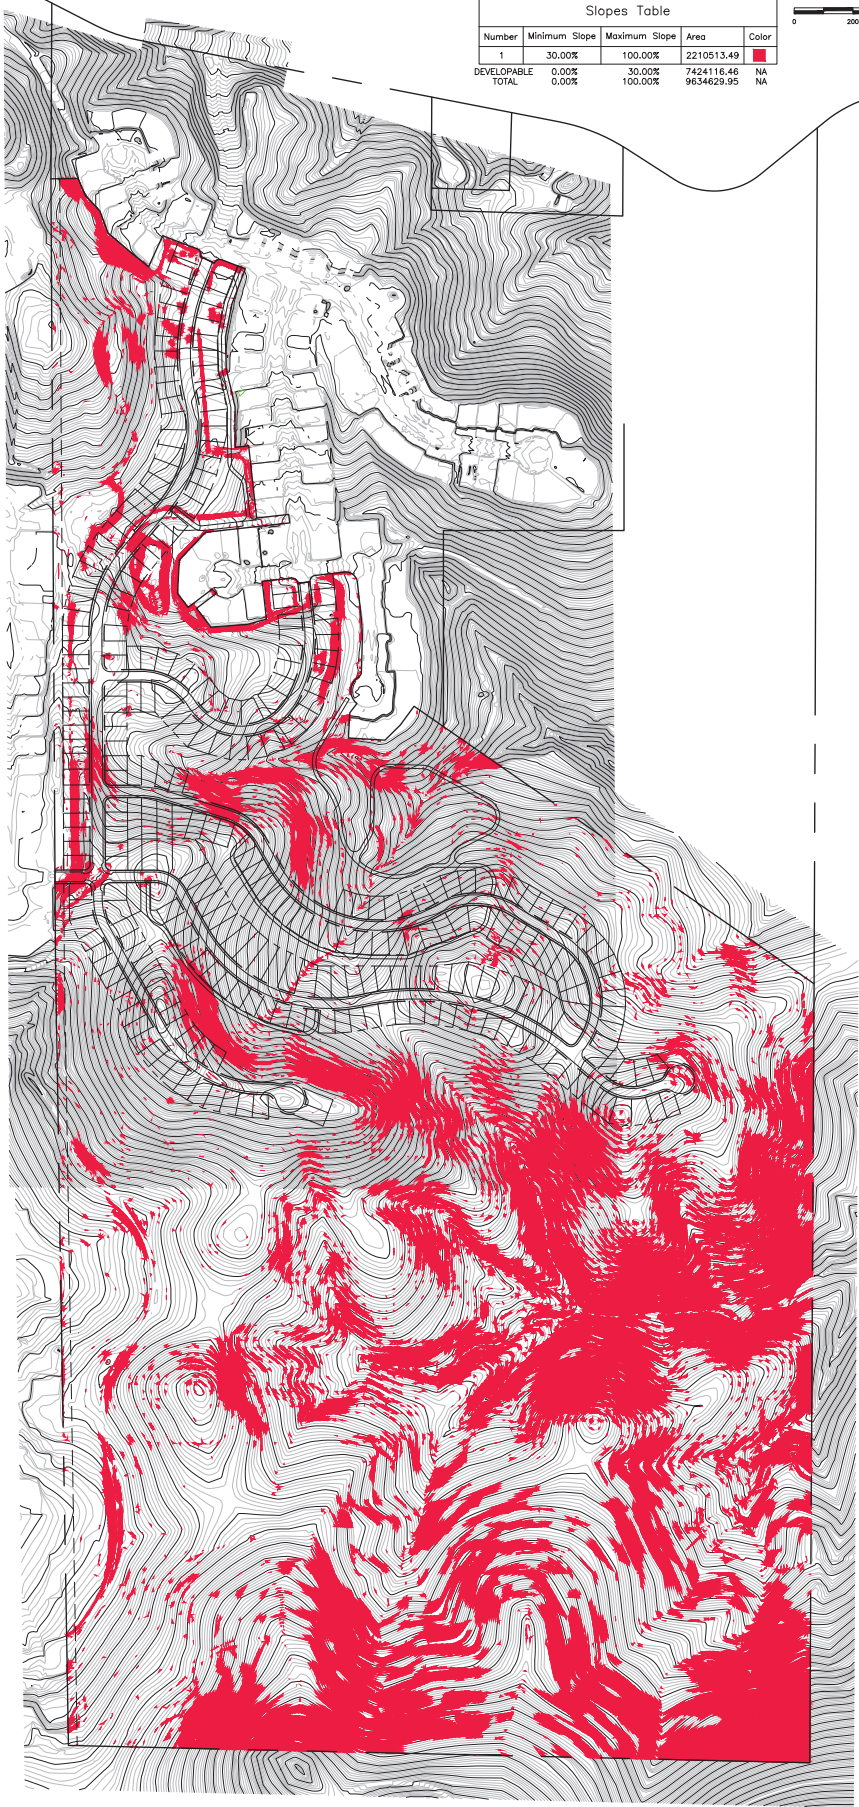 Slopes Table
Number Minimum Slope Maximum Slope Area Color
1 30.00% 100.00% 2210513.49
DEVELOPABLE 0.00% 30.00% 7424116.46 NA
TOTAL 0.00% 100.00% 9634629.95 NA
0 200